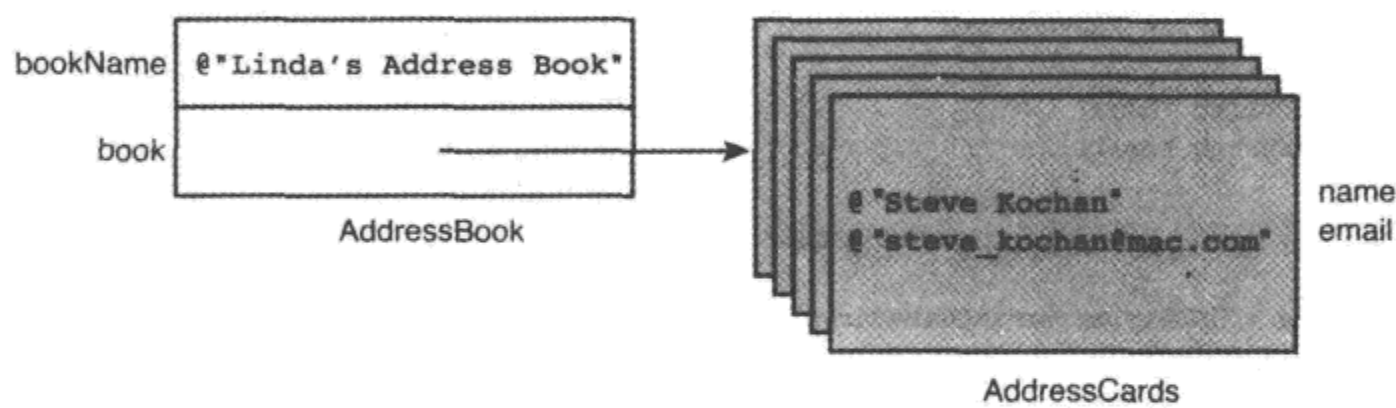 bookName @"Linda's Address Book"
book
AddressBook
@"Steve Kochan"
@"steve_kochan@mac.com"
name
email
AddressCards